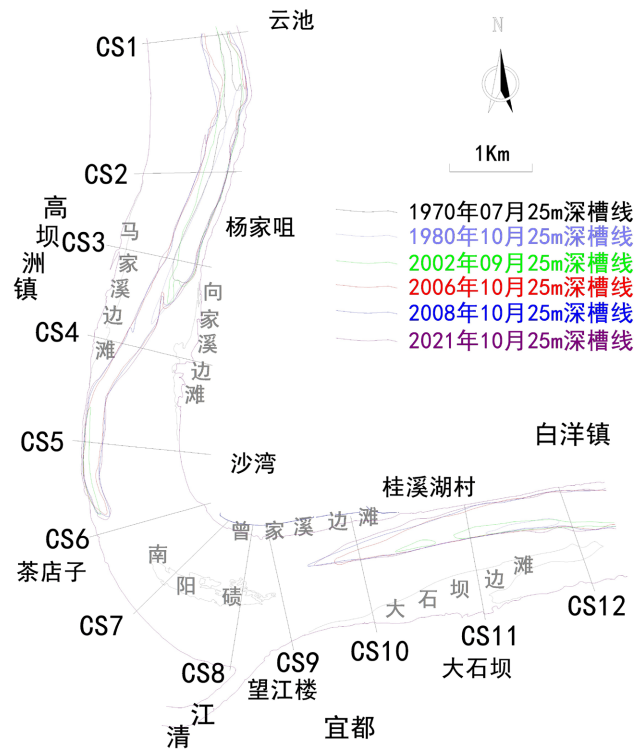 云池
N
CS1
1Km
CS2
1970年07月25m深槽线
1980年10月25m深槽线
2002年09月25m深槽线
2006年10月25m深槽线
2008年10月25m深槽线
2021年10月25m深槽线
高坝洲镇
杨家咀
马家溪边滩
CS3
向家溪边滩
CS4
CS5
沙湾
白洋镇
桂溪湖村
曾家溪边滩
CS6
茶店子
南阳碛
大石坝边滩
CS7
CS8
CS9
望江楼
CS10
CS11
大石坝
CS12
清江
宜都